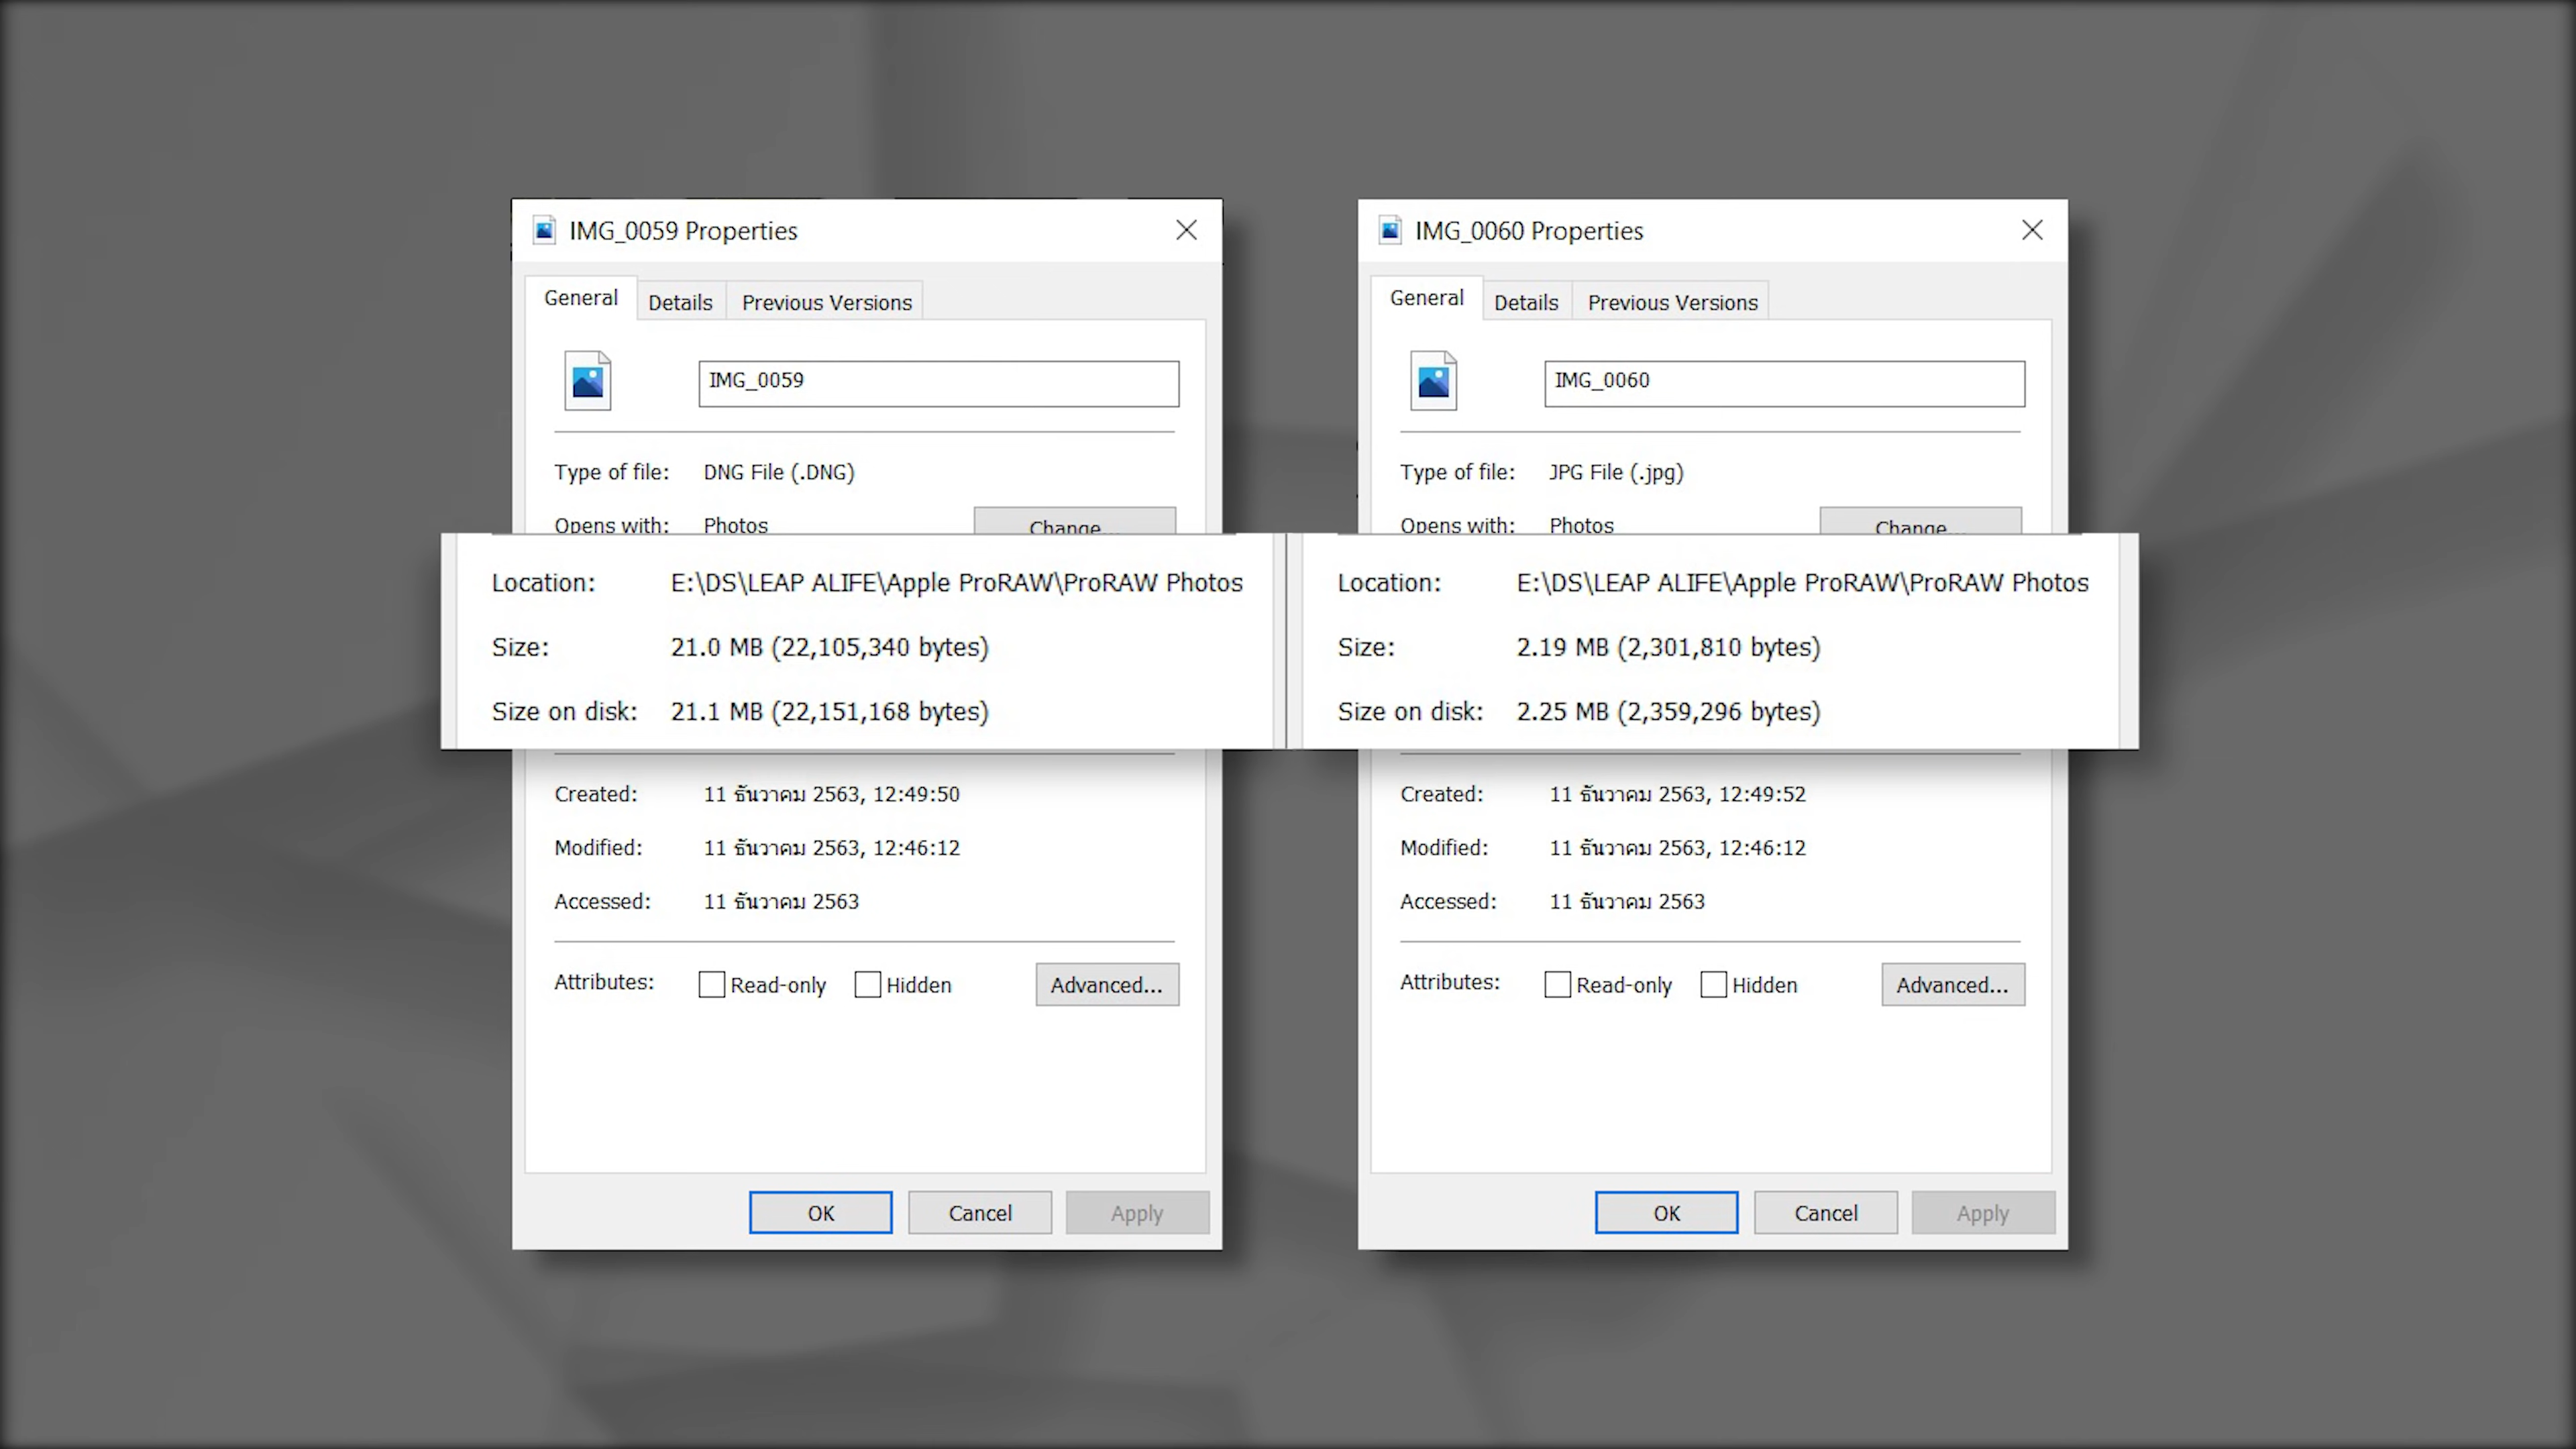 IMG_0059 Properties
General Details Previous Versions
IMG_0059
Type of file: DNG File (.DNG)
Opens with: Photos Change...
Location: E:\DS\LEAP ALIFE\Apple ProRAW\ProRAW Photos
Size: 21.0 MB (22,105,340 bytes)
Size on disk: 21.1 MB (22,151,168 bytes)
Created: 11 ธันวาคม 2563, 12:49:50
Modified: 11 ธันวาคม 2563, 12:46:12
Accessed: 11 ธันวาคม 2563
Attributes: Read-only Hidden Advanced...
OK Cancel Apply
IMG_0060 Properties
General Details Previous Versions
IMG_0060
Type of file: JPG File (.jpg)
Opens with: Photos Change...
Location: E:\DS\LEAP ALIFE\Apple ProRAW\ProRAW Photos
Size: 2.19 MB (2,301,810 bytes)
Size on disk: 2.25 MB (2,359,296 bytes)
Created: 11 ธันวาคม 2563, 12:49:52
Modified: 11 ธันวาคม 2563, 12:46:12
Accessed: 11 ธันวาคม 2563
Attributes: Read-only Hidden Advanced...
OK Cancel Apply